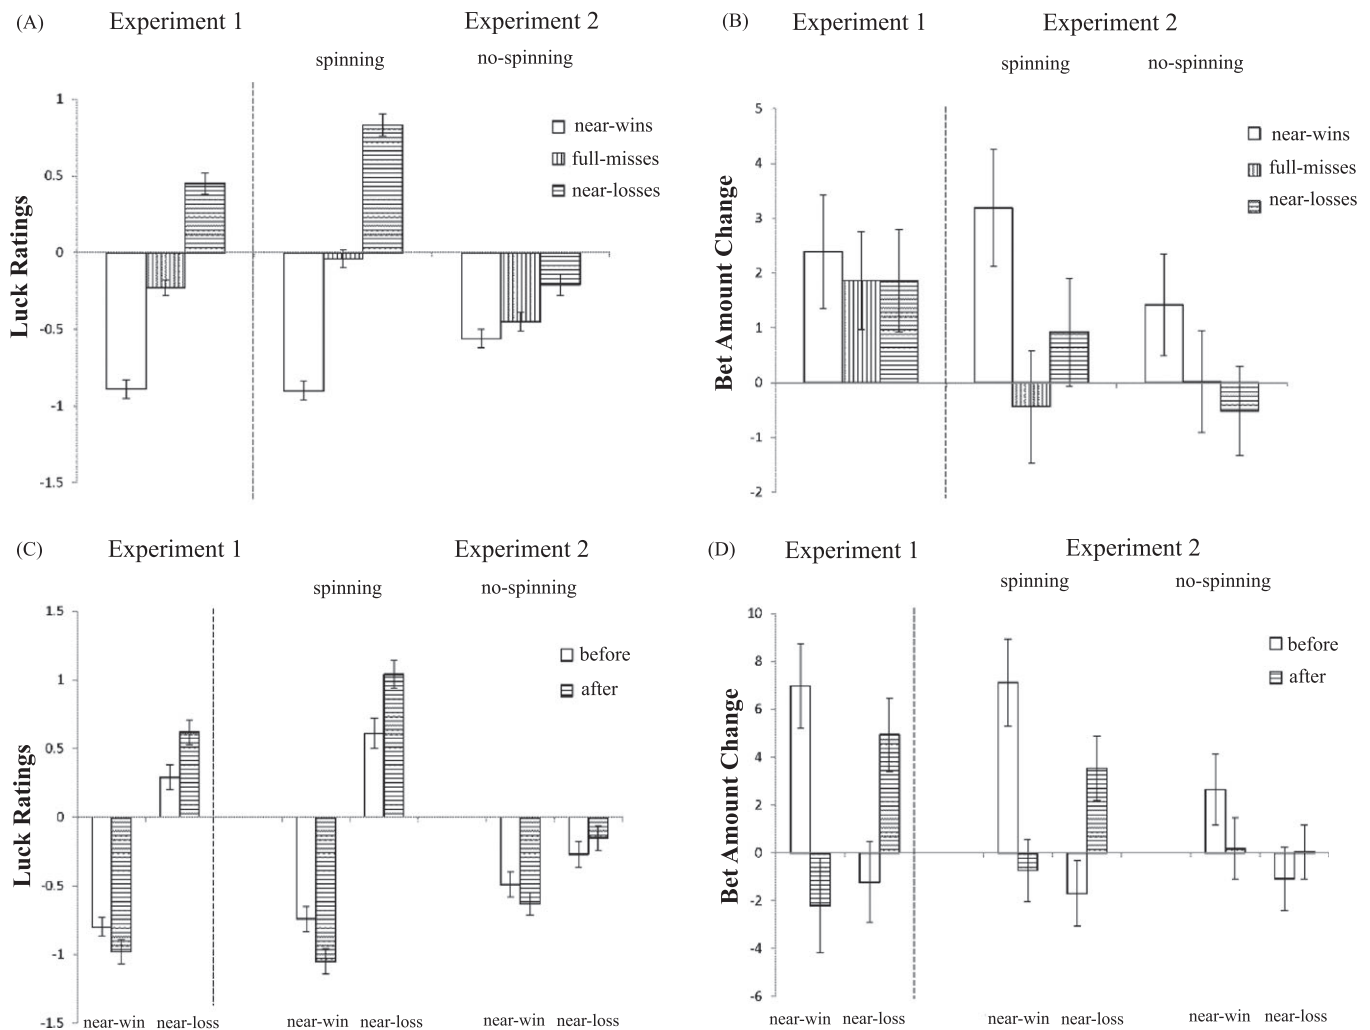 (A) Experiment 1 Experiment 2
spinning no-spinning
1
0.5
0
-0.5
-1
-1.5
Luck Ratings
near-wins
full-misses
near-losses
(B) Experiment 1 Experiment 2
spinning no-spinning
5
4
3
2
1
0
-1
-2
Bet Amount Change
near-wins
full-misses
near-losses
(C) Experiment 1 Experiment 2
spinning no-spinning
1.5
1
0.5
0
-0.5
-1
-1.5
Luck Ratings
before
after
near-win near-loss near-win near-loss near-win near-loss
(D) Experiment 1 Experiment 2
spinning no-spinning
10
8
6
4
2
0
-2
-4
-6
Bet Amount Change
before
after
near-win near-loss near-win near-loss near-win near-loss